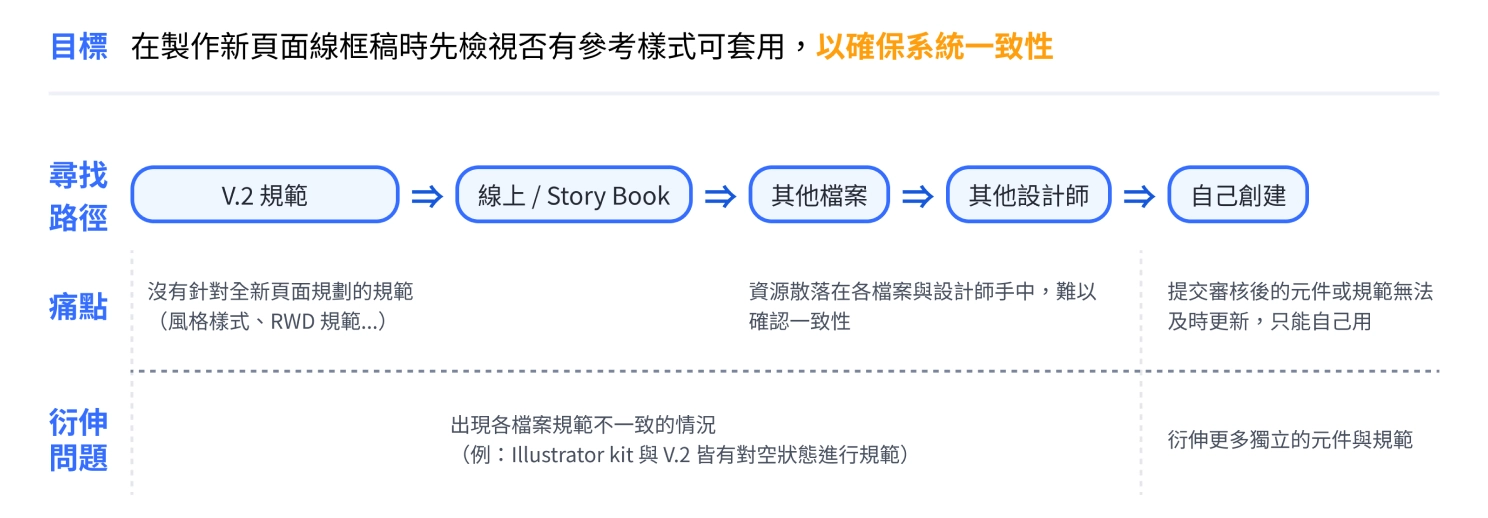 目標 在製作新頁面線框稿時先檢視否有參考樣式可套用，以確保系統一致性
尋找
路徑
V.2 規範 ⇒ 線上 / Story Book ⇒ 其他檔案 ⇒ 其他設計師 ⇒ 自己創建
痛點
沒有針對全新頁面規劃的規範
（風格樣式、RWD 規範...）
資源散落在各檔案與設計師手中，難以
確認一致性
提交審核後的元件或規範無法
及時更新，只能自己用
衍伸
問題
出現各檔案規範不一致的情況
（例：Illustrator kit 與 V.2 皆有對空狀態進行規範）
衍伸更多獨立的元件與規範